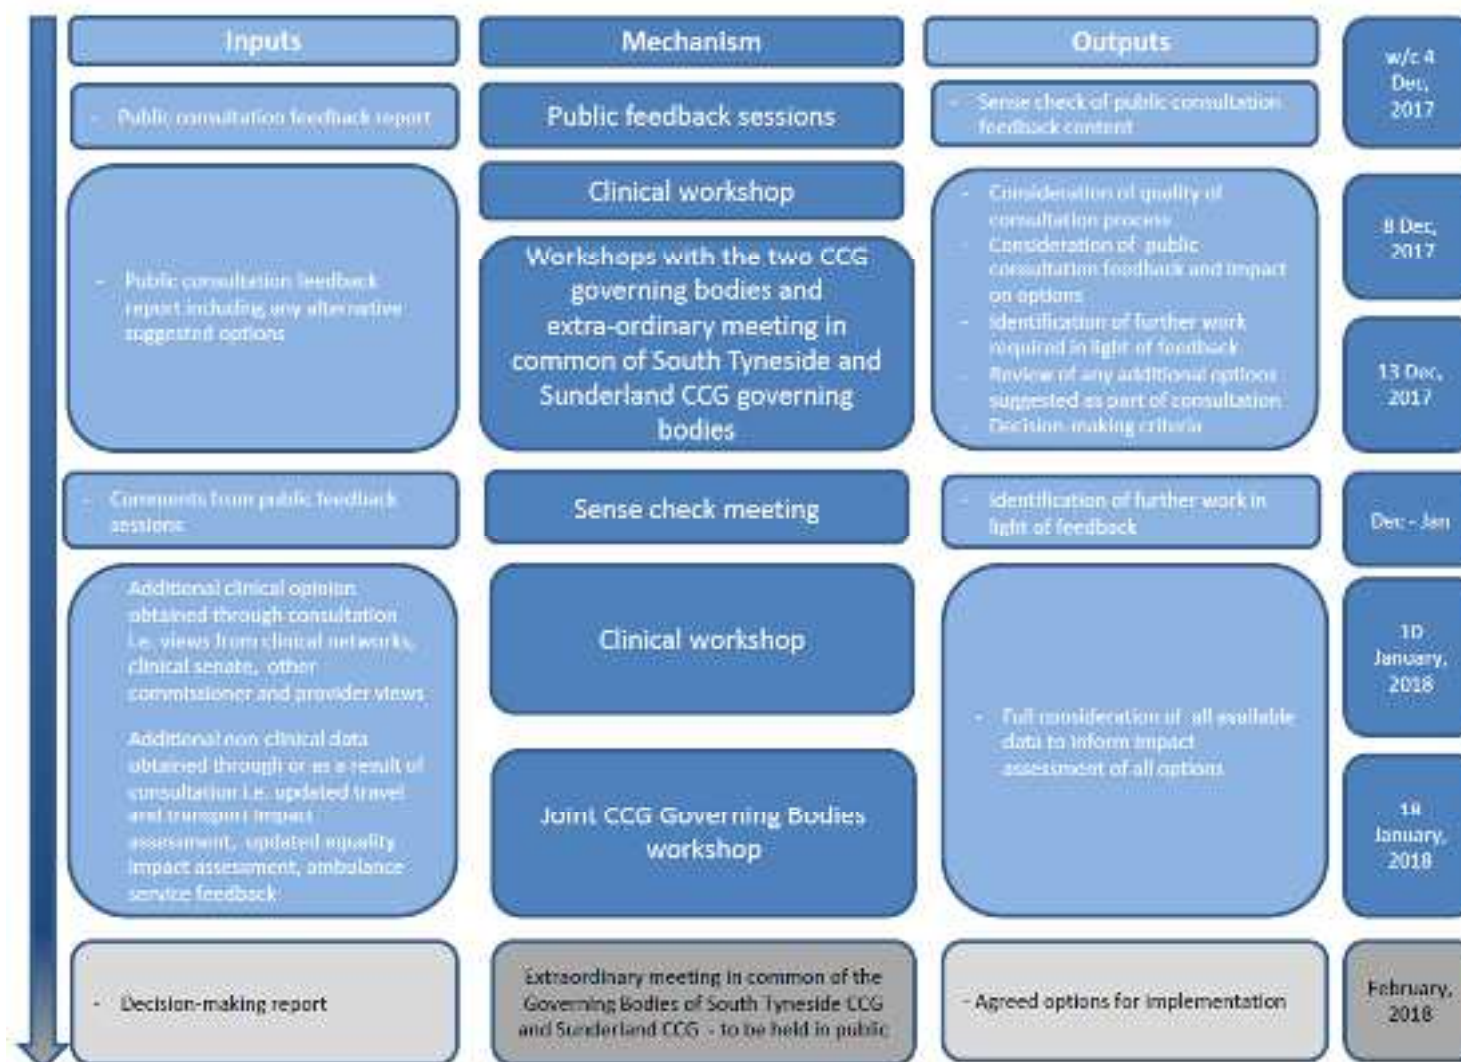 Inputs
Mechanism
Outputs
w/c 4
Dec,
2017
- Public consultation feedback report
Public feedback sessions
- Sense check of public consultation
feedback content
- Public consultation feedback
report including any alternative
suggested options
Clinical workshop
Workshops with the two CCG
governing bodies and
extra-ordinary meeting in
common of South Tyneside and
Sunderland CCG governing
bodies
- Consideration of quality of
consultation process
- Consideration of public
consultation feedback and impact
on options
- Identification of further work
required in light of feedback
- Review of any additional options
suggested as part of consultation
- Decision-making criteria
8 Dec,
2017
13 Dec,
2017
- Comments from public feedback
sessions
Sense check meeting
- Identification of further work in
light of feedback
Dec - Jan
Additional clinical opinion
obtained through consultation
i.e. views from clinical networks,
clinical senate, other
commissioner and provider views
Additional non-clinical data
obtained through or as a result of
consultation i.e. updated travel
and transport impact
assessment, updated equality
impact assessment, ambulance
service feedback
Clinical workshop
Joint CCG Governing Bodies
workshop
- Full consideration of all available
data to inform impact
assessment of all options
10
January,
2018
18
January,
2018
- Decision-making report
Extraordinary meeting in common of the
Governing Bodies of South Tyneside CCG
and Sunderland CCG - to be held in public
- Agreed options for implementation
February,
2018